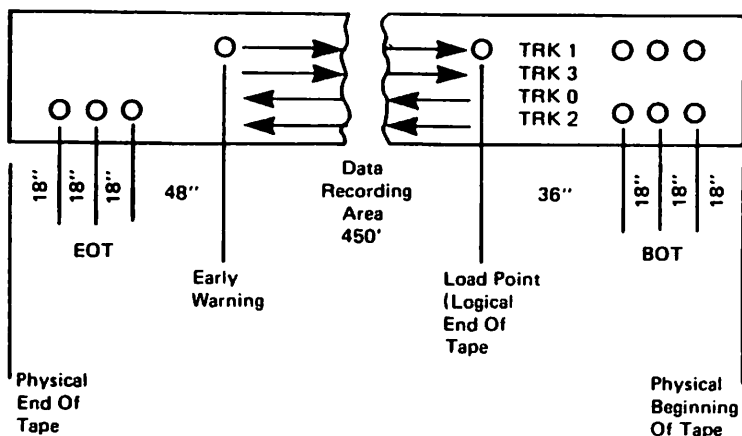 TRK 1
TRK 3
TRK 0
TRK 2
18"
18"
18"
48"
EOT
Early
Warning
Data
Recording
Area
450'
36"
18"
18"
18"
BOT
Load Point
(Logical
End Of
Tape
Physical
End Of
Tape
Physical
Beginning
Of Tape